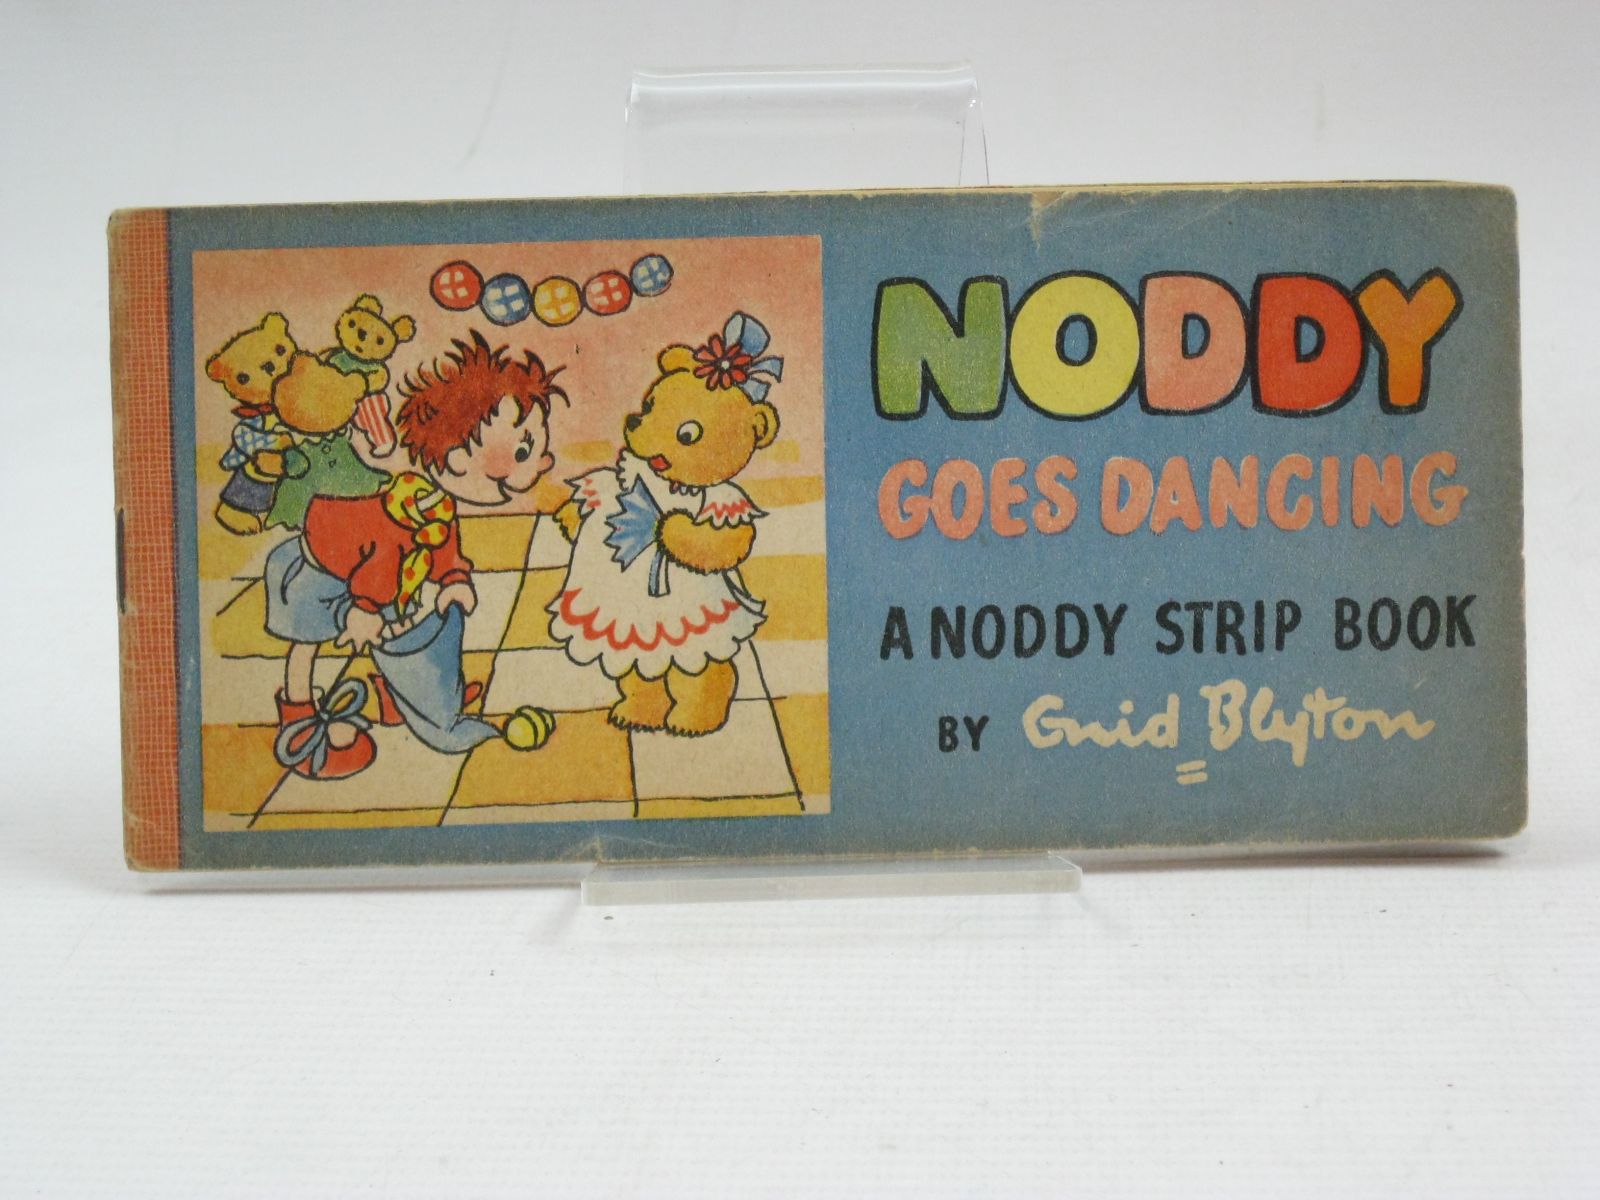 NODDY
GOES DANCING
A NODDY STRIP BOOK
BY Enid Blyton